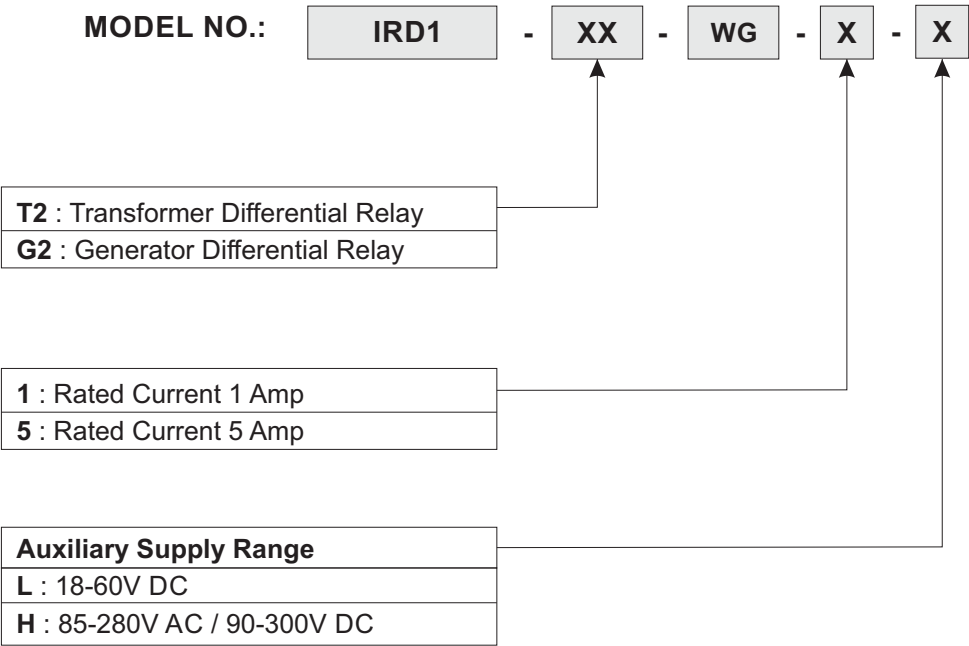 MODEL NO.: IRD1 - XX - WG - X - X
T2 : Transformer Differential Relay
G2 : Generator Differential Relay
1 : Rated Current 1 Amp
5 : Rated Current 5 Amp
Auxiliary Supply Range
L : 18-60V DC
H : 85-280V AC / 90-300V DC